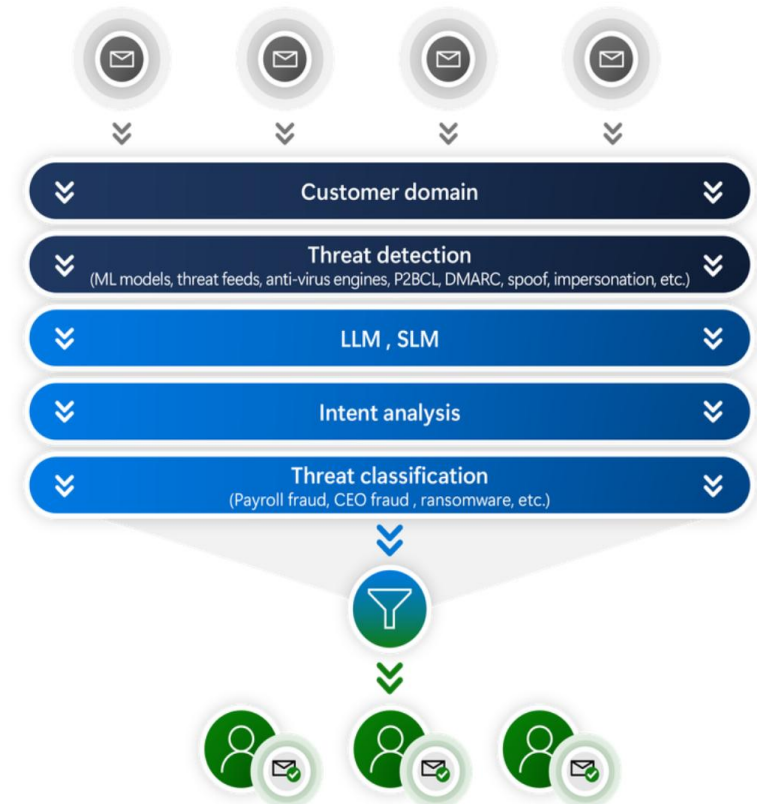 Customer domain
Threat detection
(ML models, threat feeds, anti-virus engines, P2BCL, DMARC, spoof, impersonation, etc.)
LLM , SLM
Intent analysis
Threat classification
(Payroll fraud, CEO fraud , ransomware, etc.)